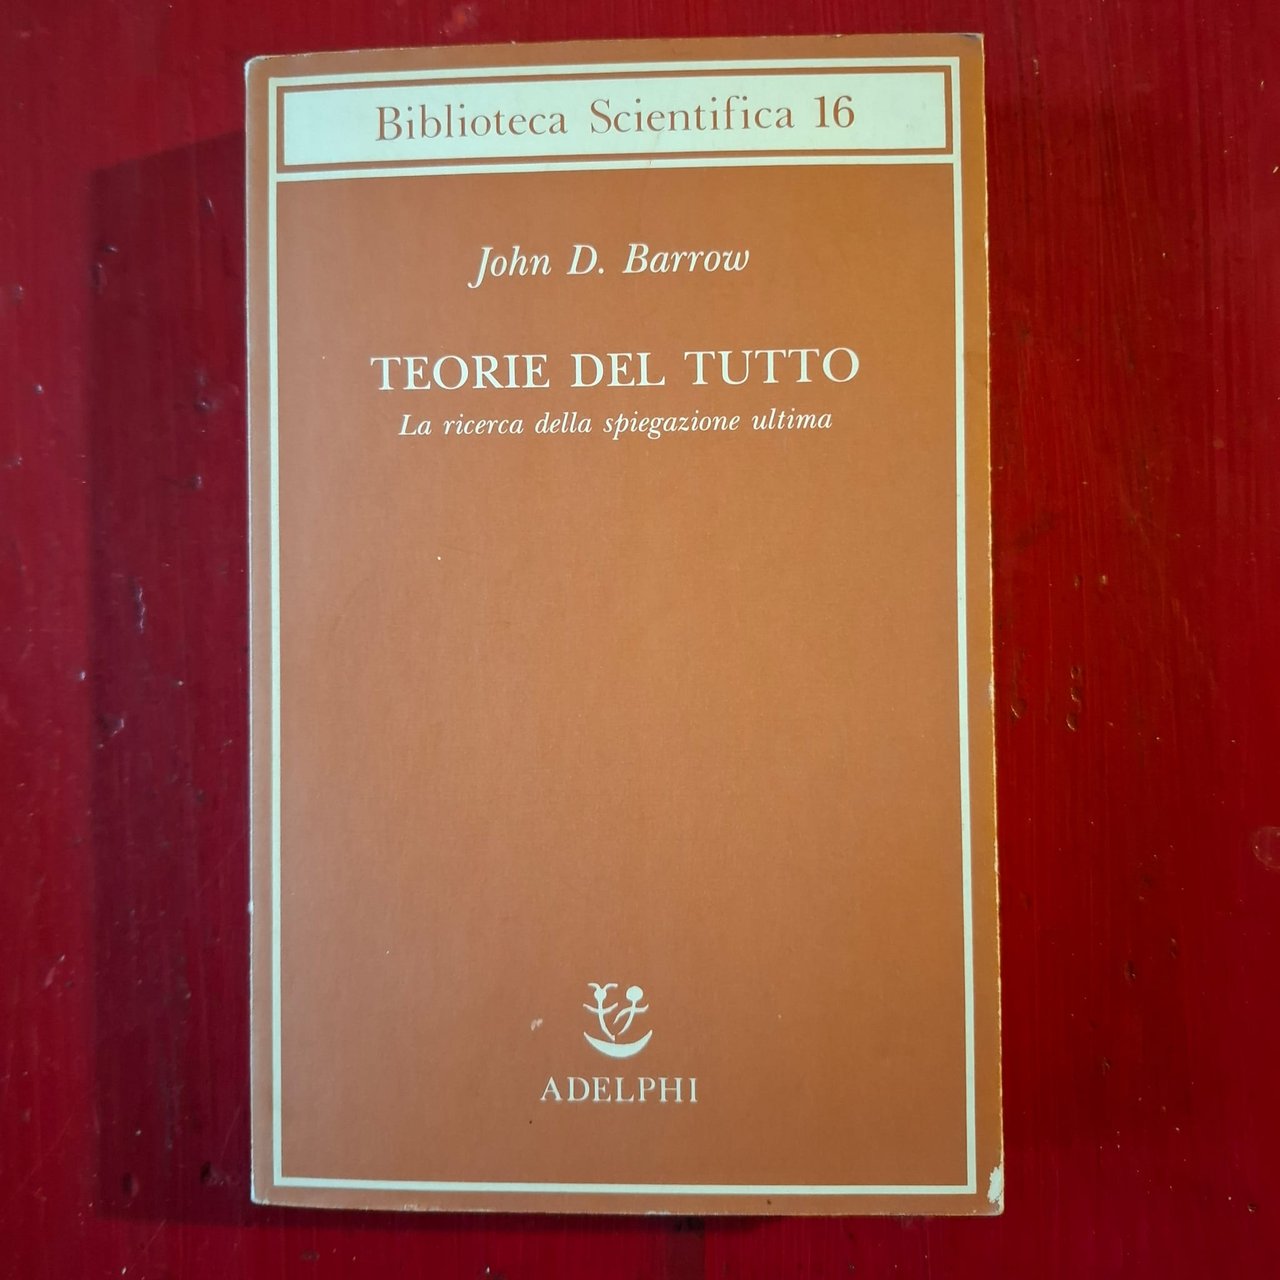 Biblioteca Scientifica 16
John D. Barrow
TEORIE DEL TUTTO
La ricerca della spiegazione ultima
ADELPHI